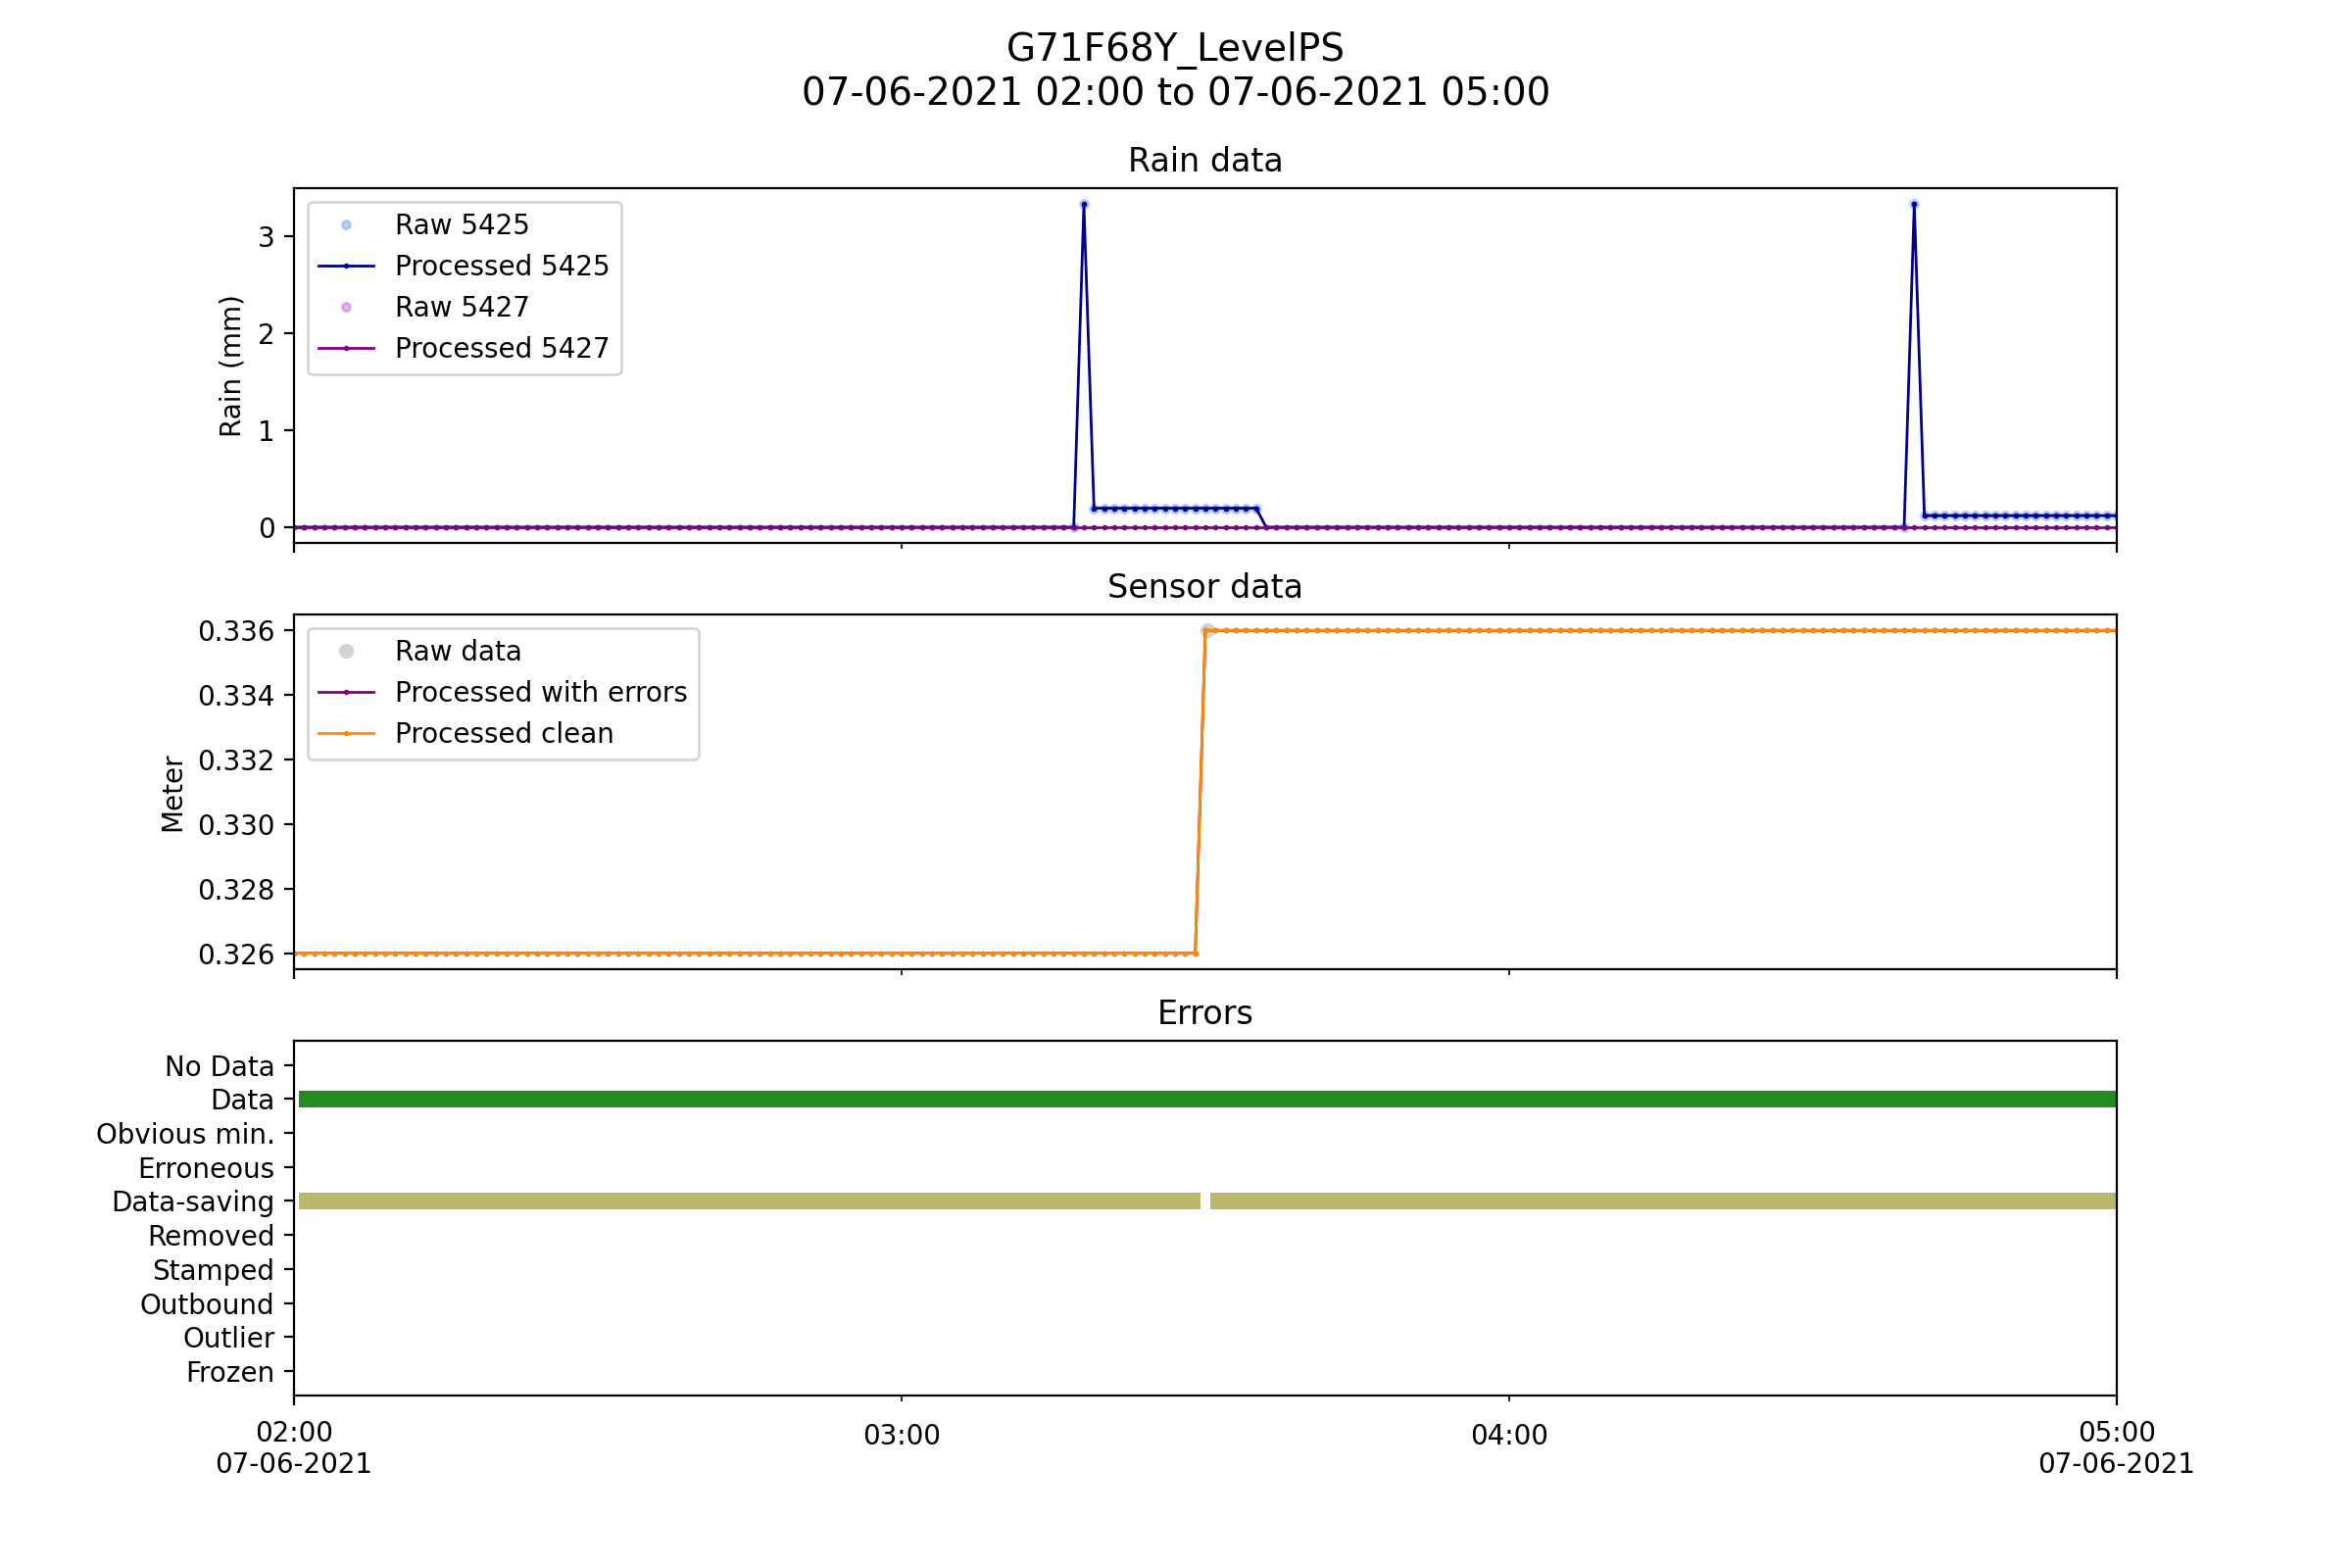 G71F68Y_LevelPS
07-06-2021 02:00 to 07-06-2021 05:00
Rain data
Rain (mm)
3
2
1
0
Raw 5425
Processed 5425
Raw 5427
Processed 5427
Sensor data
Meter
0.336
0.334
0.332
0.330
0.328
0.326
Raw data
Processed with errors
Processed clean
Errors
No Data
Data
Obvious min.
Erroneous
Data-saving
Removed
Stamped
Outbound
Outlier
Frozen
02:00
07-06-2021
03:00
04:00
05:00
07-06-2021